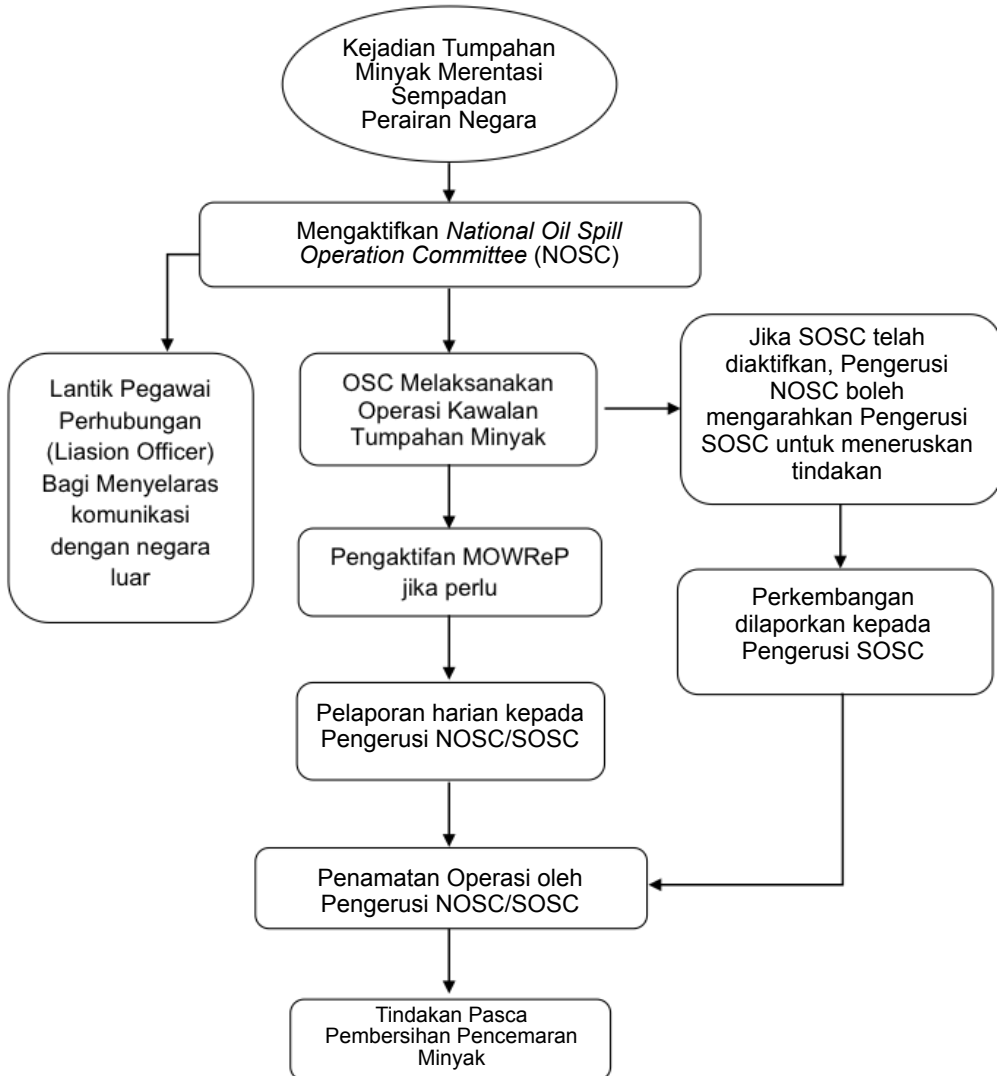 Kejadian Tumpahan
Minyak Merentasi
Sempadan
Perairan Negara
Mengaktifkan National Oil Spill
Operation Committee (NOSC)
Lantik Pegawai
Perhubungan
(Liasion Officer)
Bagi Menyelaras
komunikasi
dengan negara
luar
OSC Melaksanakan
Operasi Kawalan
Tumpahan Minyak
Jika SOSC telah
diaktifkan, Pengerusi
NOSC boleh
mengarahkan Pengerusi
SOSC untuk meneruskan
tindakan
Pengaktifan MOWReP
jika perlu
Perkembangan
dilaporkan kepada
Pengerusi SOSC
Pelaporan harian kepada
Pengerusi NOSC/SOSC
Penamatan Operasi oleh
Pengerusi NOSC/SOSC
Tindakan Pasca
Pembersihan Pencemaran
Minyak